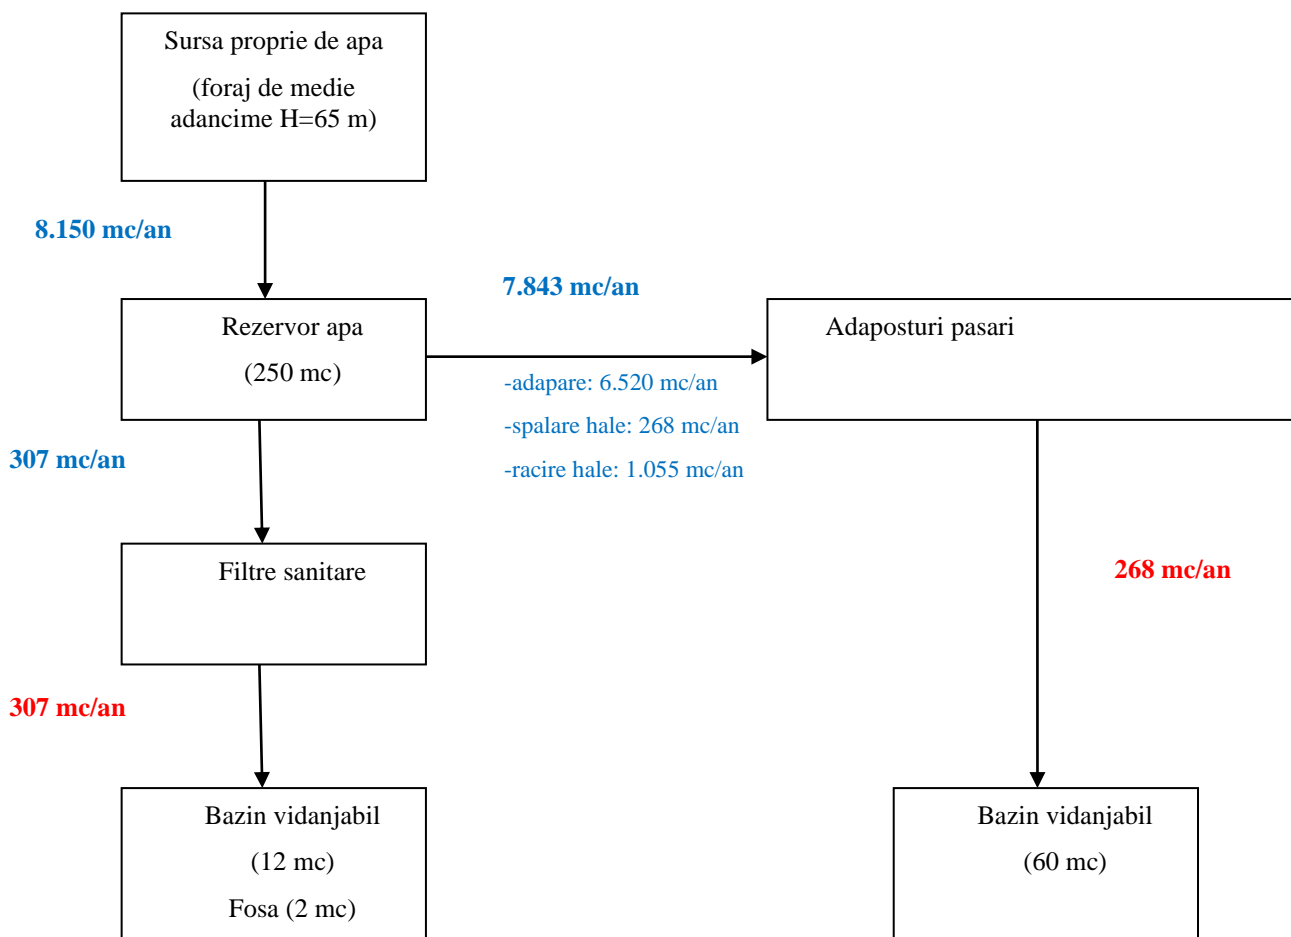 Sursa proprie de apa
(foraj de medie
adancime H=65 m)
8.150 mc/an
7.843 mc/an
Rezervor apa
(250 mc)
Adaposturi pasari
-adapare: 6.520 mc/an
-spalare hale: 268 mc/an
-racire hale: 1.055 mc/an
307 mc/an
Filtre sanitare
268 mc/an
307 mc/an
Bazin vidanjabil
(12 mc)
Fosa (2 mc)
Bazin vidanjabil
(60 mc)